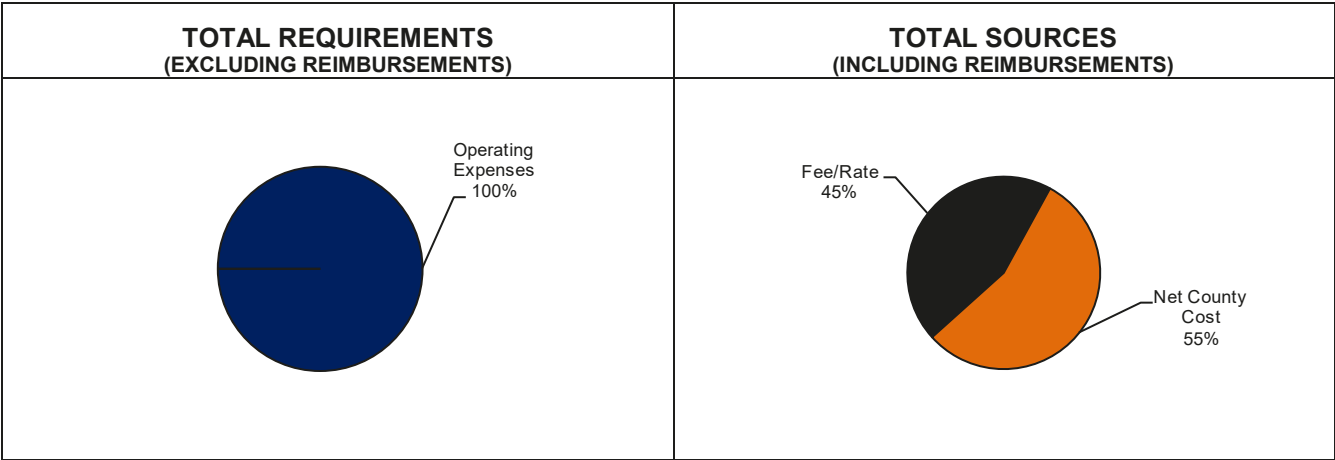 TOTAL REQUIREMENTS
(EXCLUDING REIMBURSEMENTS)
Operating
Expenses
100%
TOTAL SOURCES
(INCLUDING REIMBURSEMENTS)
Fee/Rate
45%
Net County
Cost
55%